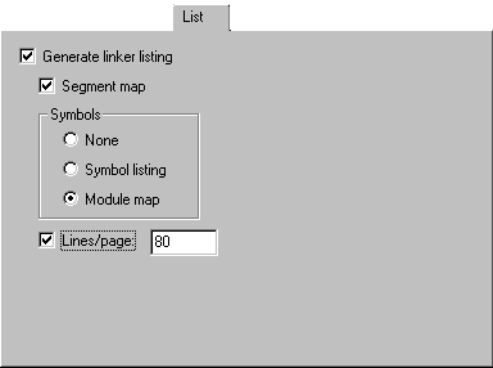 List
Generate linker listing
Segment map
Symbols
None
Symbol listing
Module map
Lines/page: 80